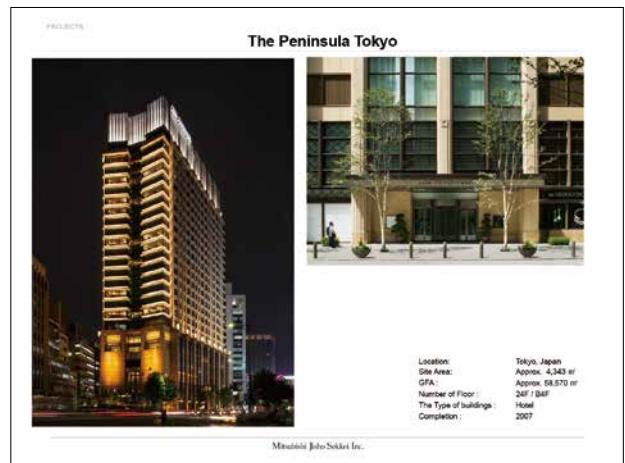 PROJECTS
The Peninsula Tokyo
Location: Tokyo, Japan
Site Area: Approx. 4,343 ㎡
GFA : Approx. 58,570 ㎡
Number of Floor : 24F / B4F
The Type of buildings : Hotel
Completion : 2007
Mitsubishi Jisho Sekkei Inc.